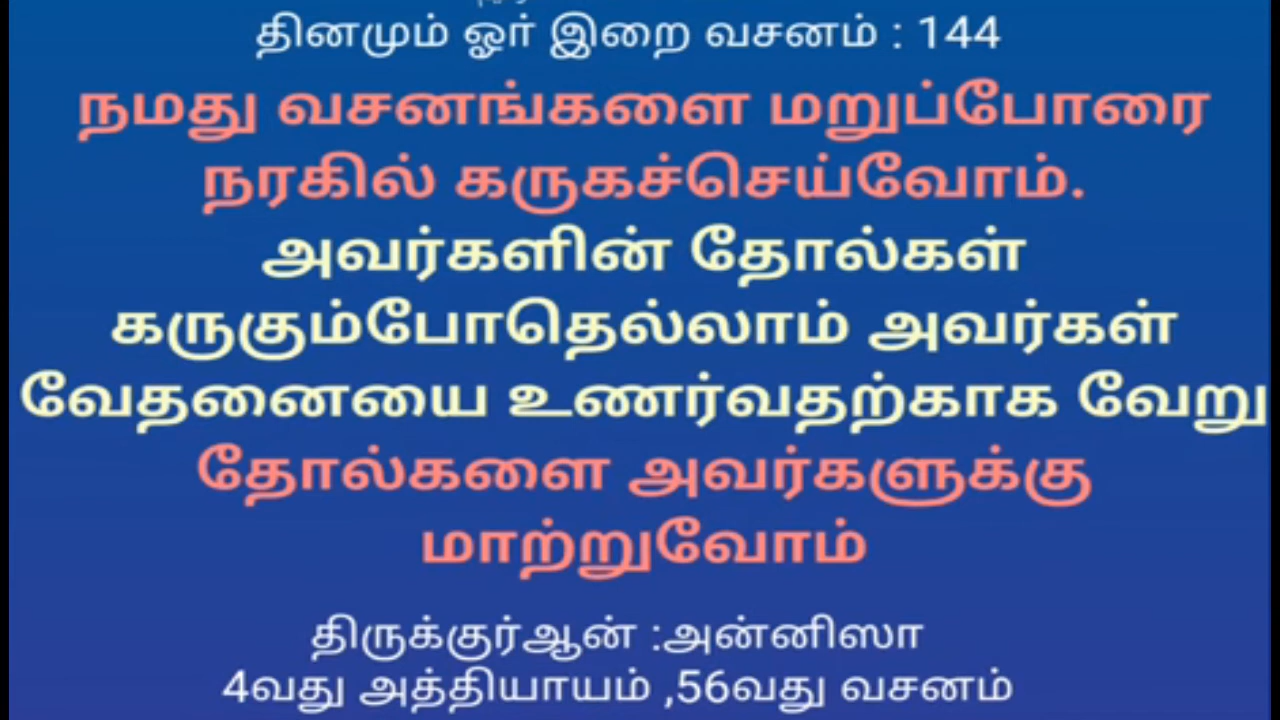 தினமும் ஓர் இறை வசனம் : 144
நமது வசனங்களை மறுப்போரை
நரகில் கருகச்செய்வோம்.
அவர்களின் தோல்கள்
கருகும்போதெல்லாம் அவர்கள்
வேதனையை உணர்வதற்காக வேறு
தோல்களை அவர்களுக்கு
மாற்றுவோம்
திருக்குர்ஆன் :அன்னிஸா
4வது அத்தியாயம் ,56வது வசனம்